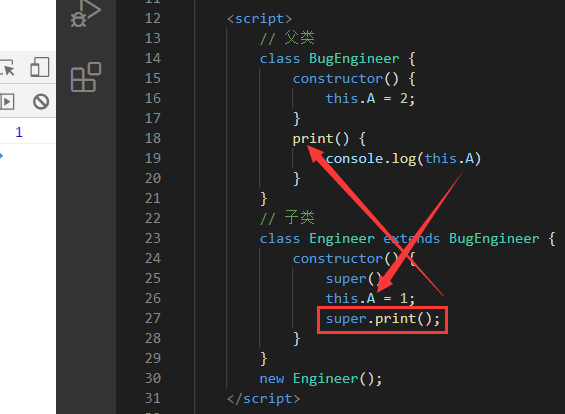 1
11
12 <script>
13 // 父类
14 class BugEngineer {
15 constructor() {
16 this.A = 2;
17 }
18 print() {
19 console.log(this.A)
20 }
21 }
22 // 子类
23 class Engineer extends BugEngineer {
24 constructor() {
25 super()
26 this.A = 1;
27 super.print();
28 }
29 }
30 new Engineer();
31 </script>